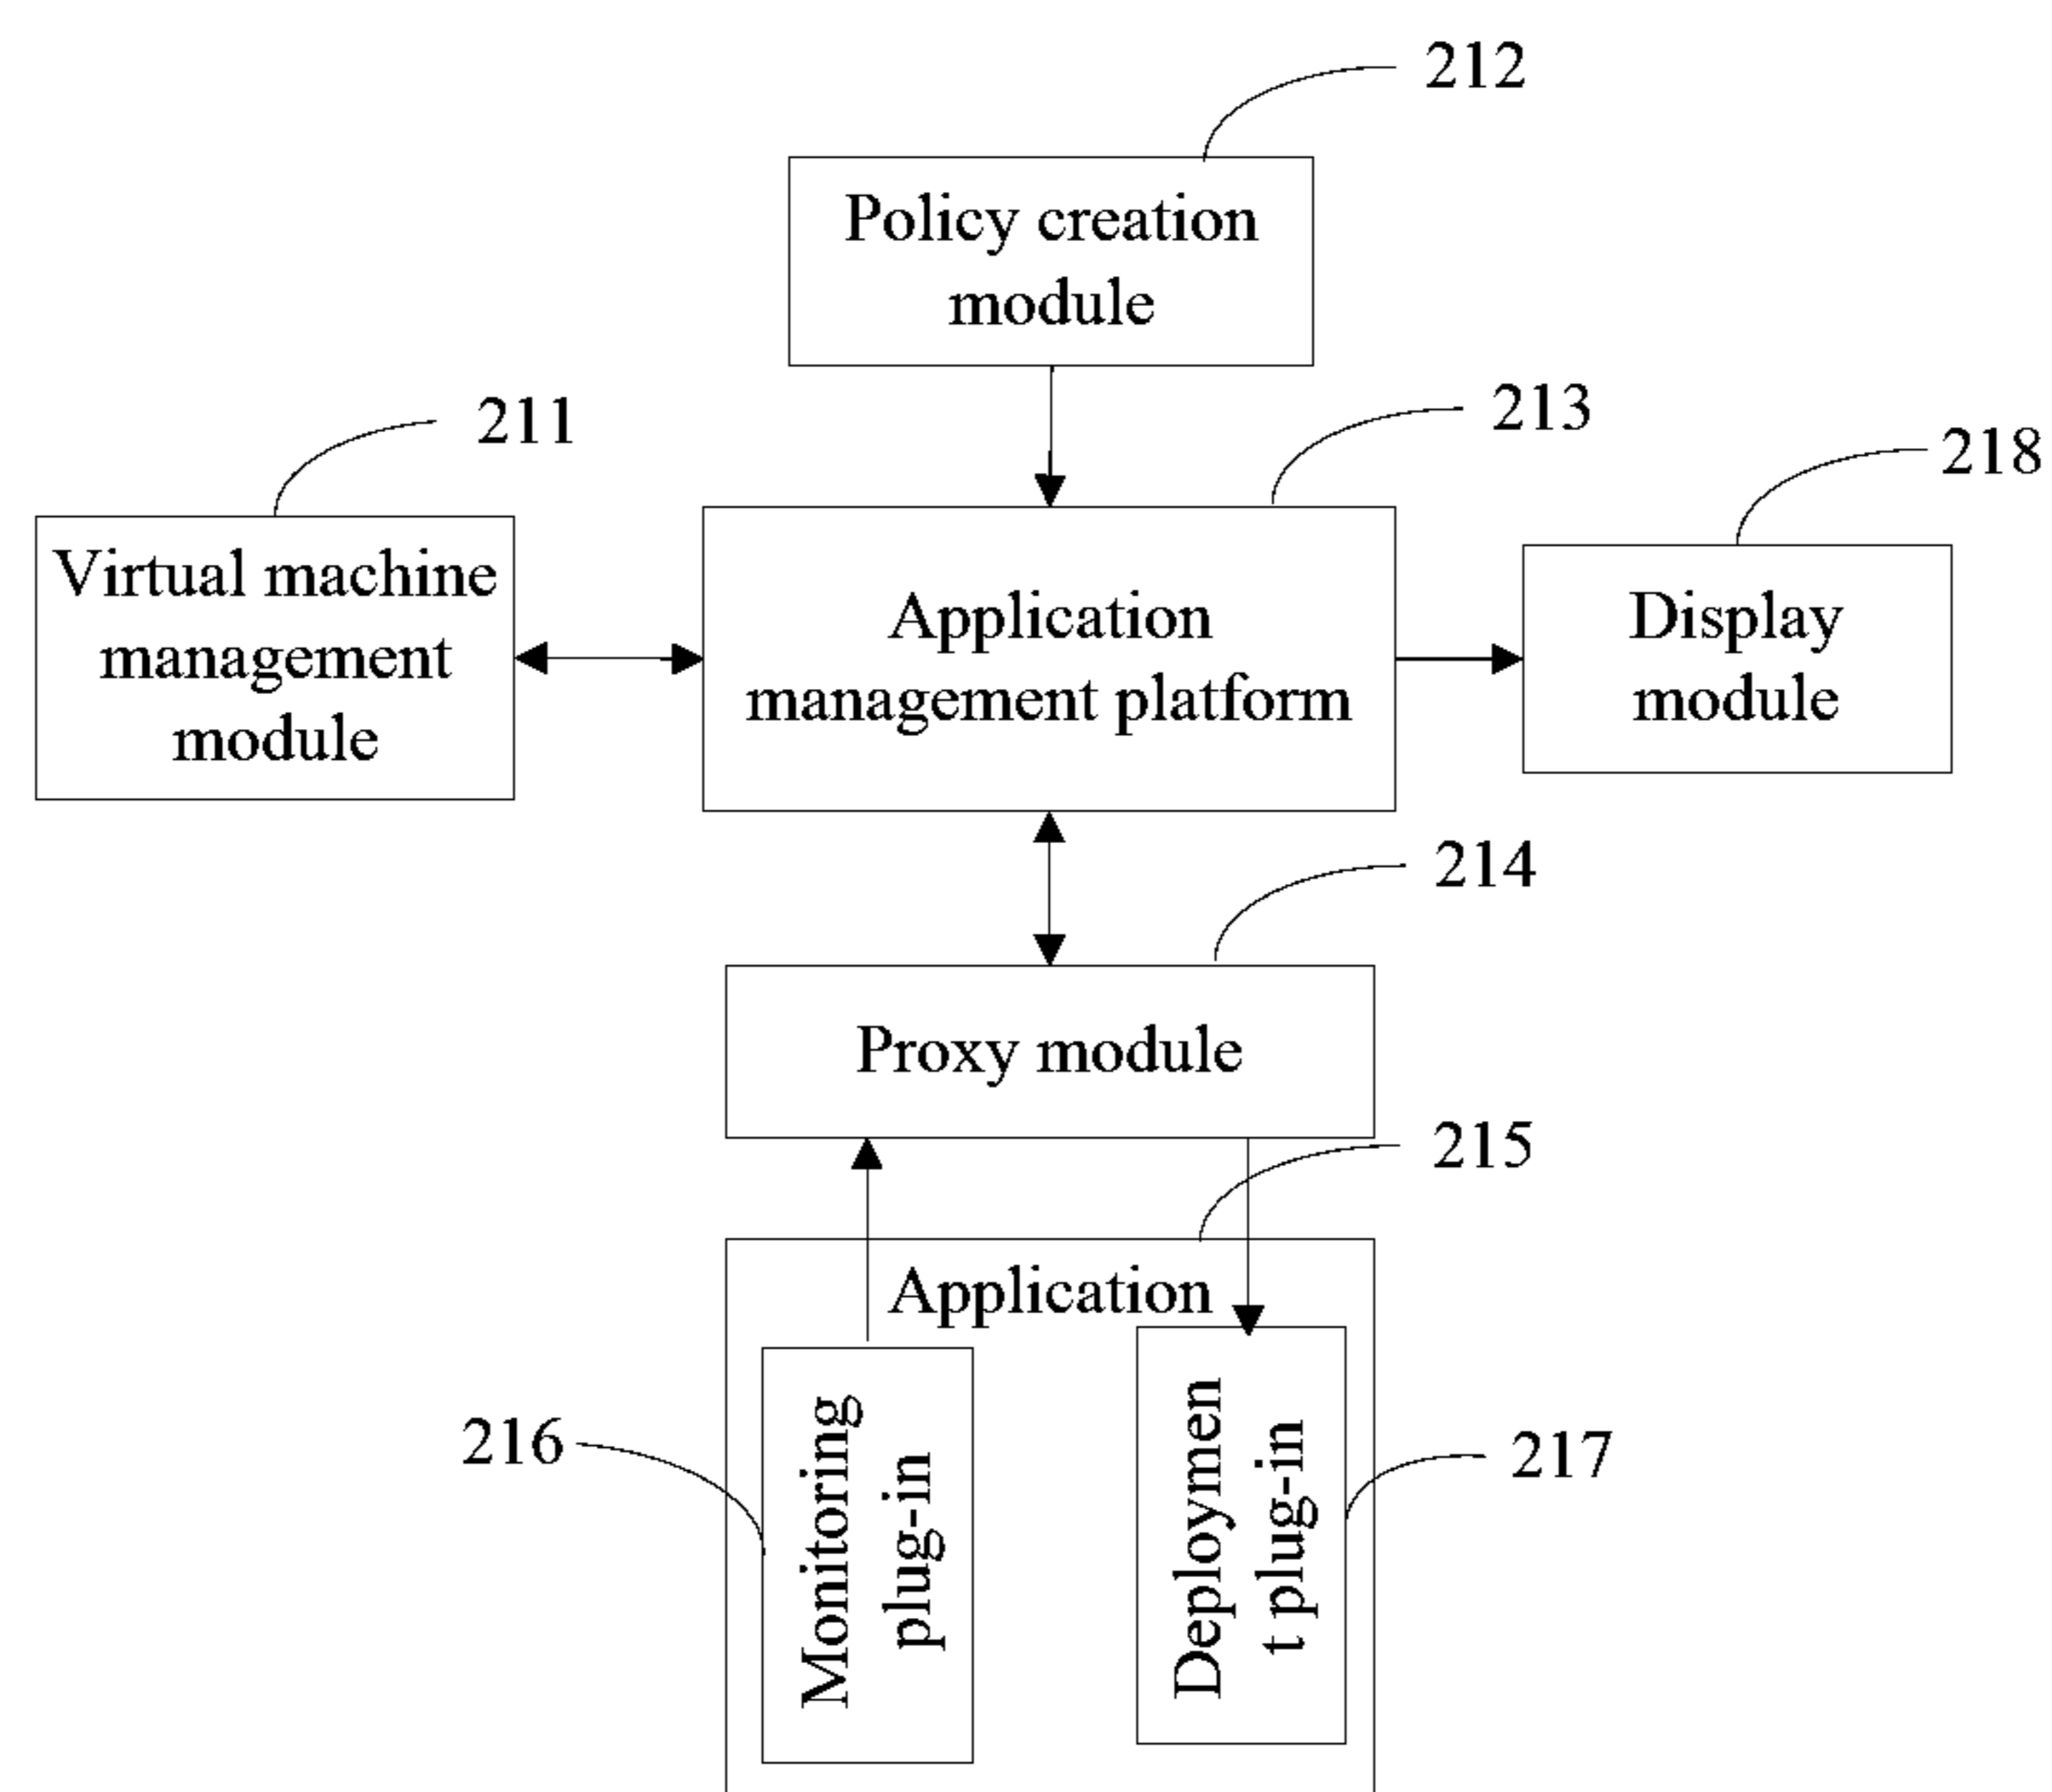 212
Policy creation
module
211
213
218
Virtual machine
management
module
Application
management platform
Display
module
214
Proxy module
215
Application
216
Monitoring
plug-in
Deploymen
t plug-in
217